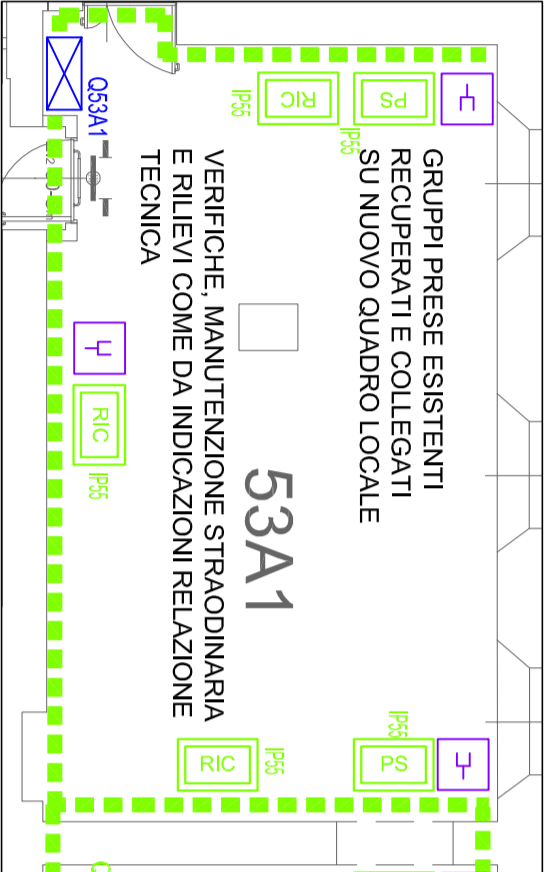 Q53A1
IP55
RIC
PS
IP55
GRUPPI PRESE ESISTENTI
RECUPERATI E COLLEGATI
SU NUOVO QUADRO LOCALE
VERIFICHE, MANUTENZIONE STRAODINARIA
E RILIEVI COME DA INDICAZIONI RELAZIONE
TECNICA
53A1
RIC
IP55
RIC
IP55
PS
IP55